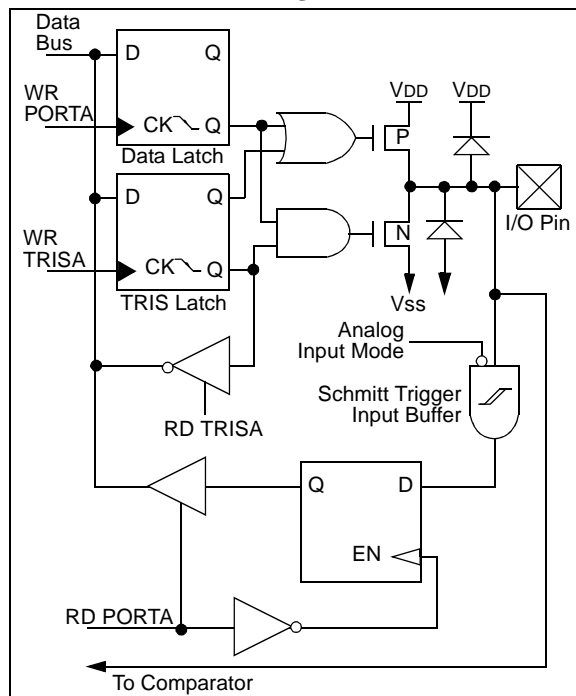 Data
Bus
D Q
VDD VDD
WR
PORTA
CK Q
P
Data Latch
D Q
I/O Pin
N
WR
TRISA
CK Q
TRIS Latch
Vss
Analog
Input Mode
Schmitt Trigger
Input Buffer
RD TRISA
Q D
EN
RD PORTA
To Comparator